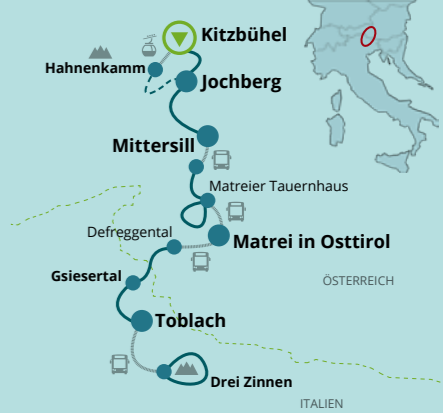 Kitzbühel
Hahnenkamm
Jochberg
Mittersill
Matreier Tauernhaus
Defreggental
Matrei in Osttirol
Gsiesertal
ÖSTERREICH
Toblach
Drei Zinnen
ITALIEN